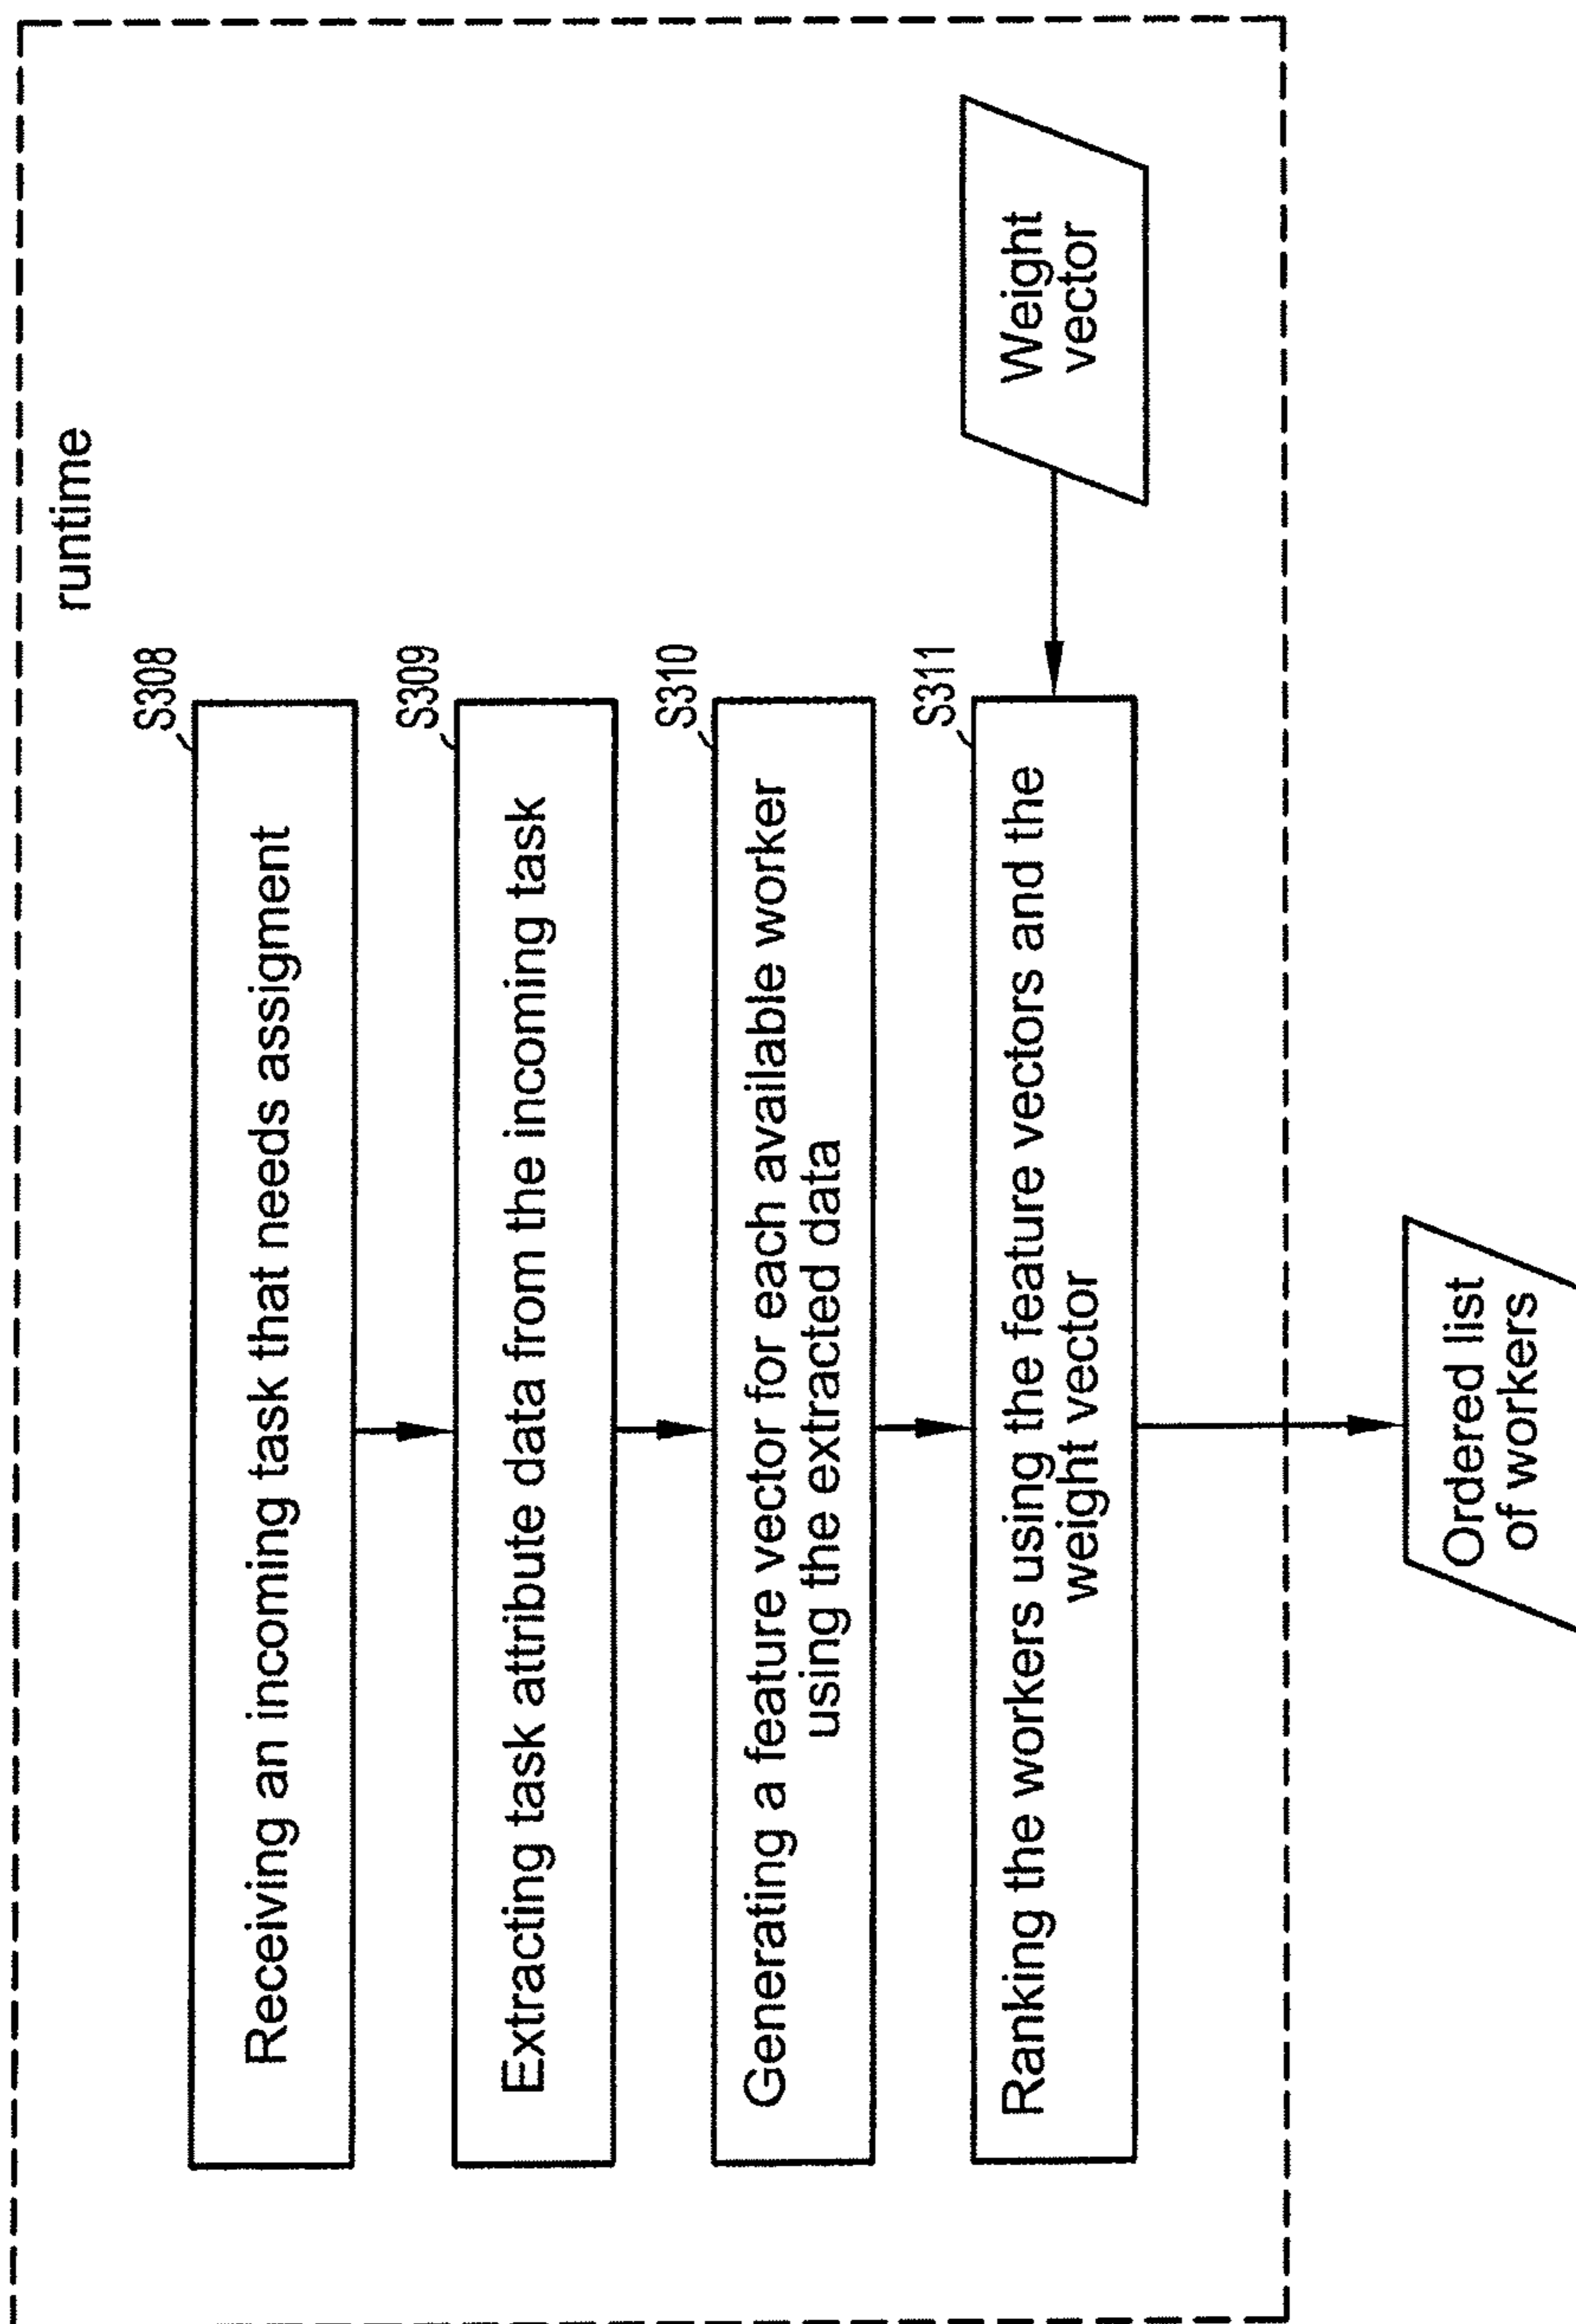 runtime
S308
Receiving an incoming task that needs assigment
S309
Extracting task attribute data from the incoming task
S310
Generating a feature vector for each available worker
using the extracted data
S311
Ranking the workers using the feature vectors and the
weight vector
Weight
vector
Ordered list
of workers